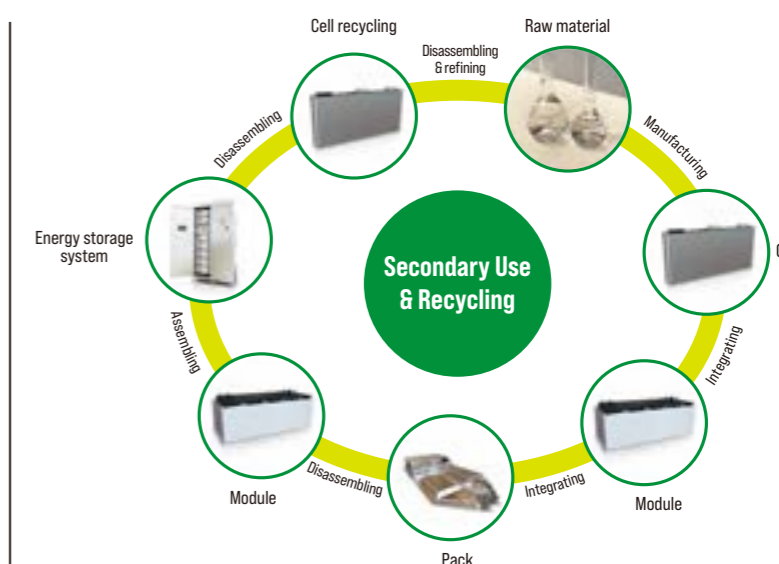 Cell recycling
Raw material
Disassembling
& refining
Disassembling
Manufacturing
Energy storage
system
Secondary Use
& Recycling
Assembling
Integrating
Module
Disassembling
Integrating
Module
Pack